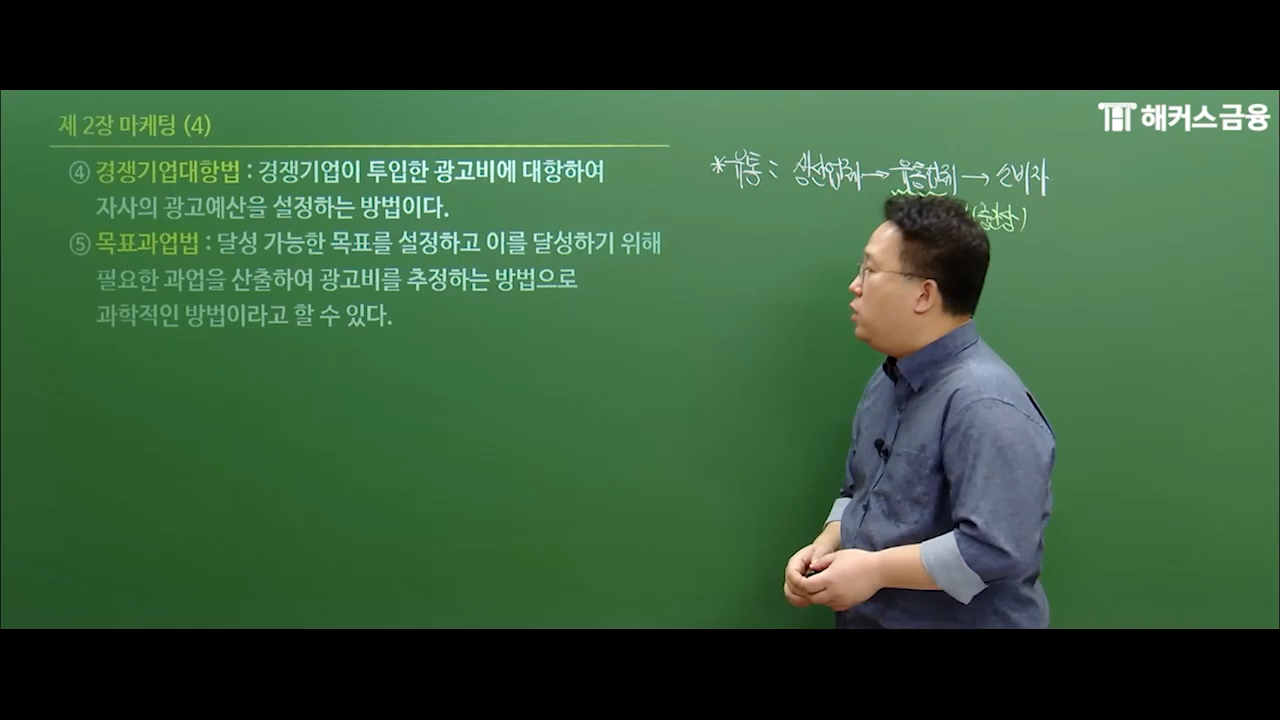 제 2장 마케팅 (4)
해커스금융
④ 경쟁기업대항법 : 경쟁기업이 투입한 광고비에 대항하여
자사의 광고예산을 설정하는 방법이다.
⑤ 목표과업법 : 달성 가능한 목표를 설정하고 이를 달성하기 위해
필요한 과업을 산출하여 광고비를 추정하는 방법으로
과학적인 방법이라고 할 수 있다.
*유통 : 생산업체 → 유통업체 → 소비자